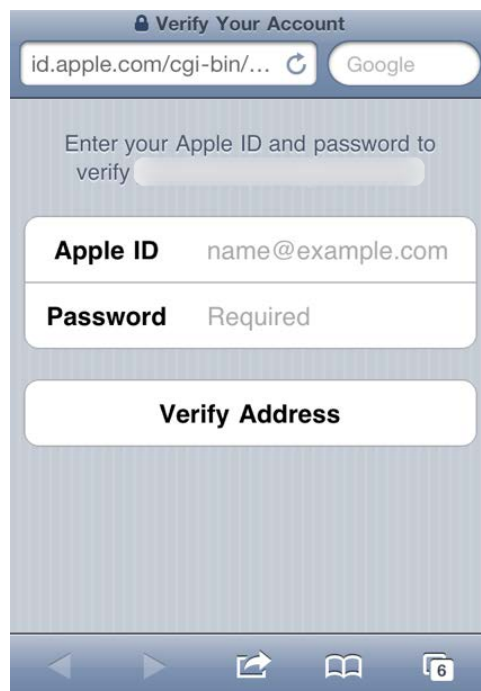 Verify Your Account
id.apple.com/cgi-bin/...
Google
Enter your Apple ID and password to
verify
Apple ID name@example.com
Password Required
Verify Address
6